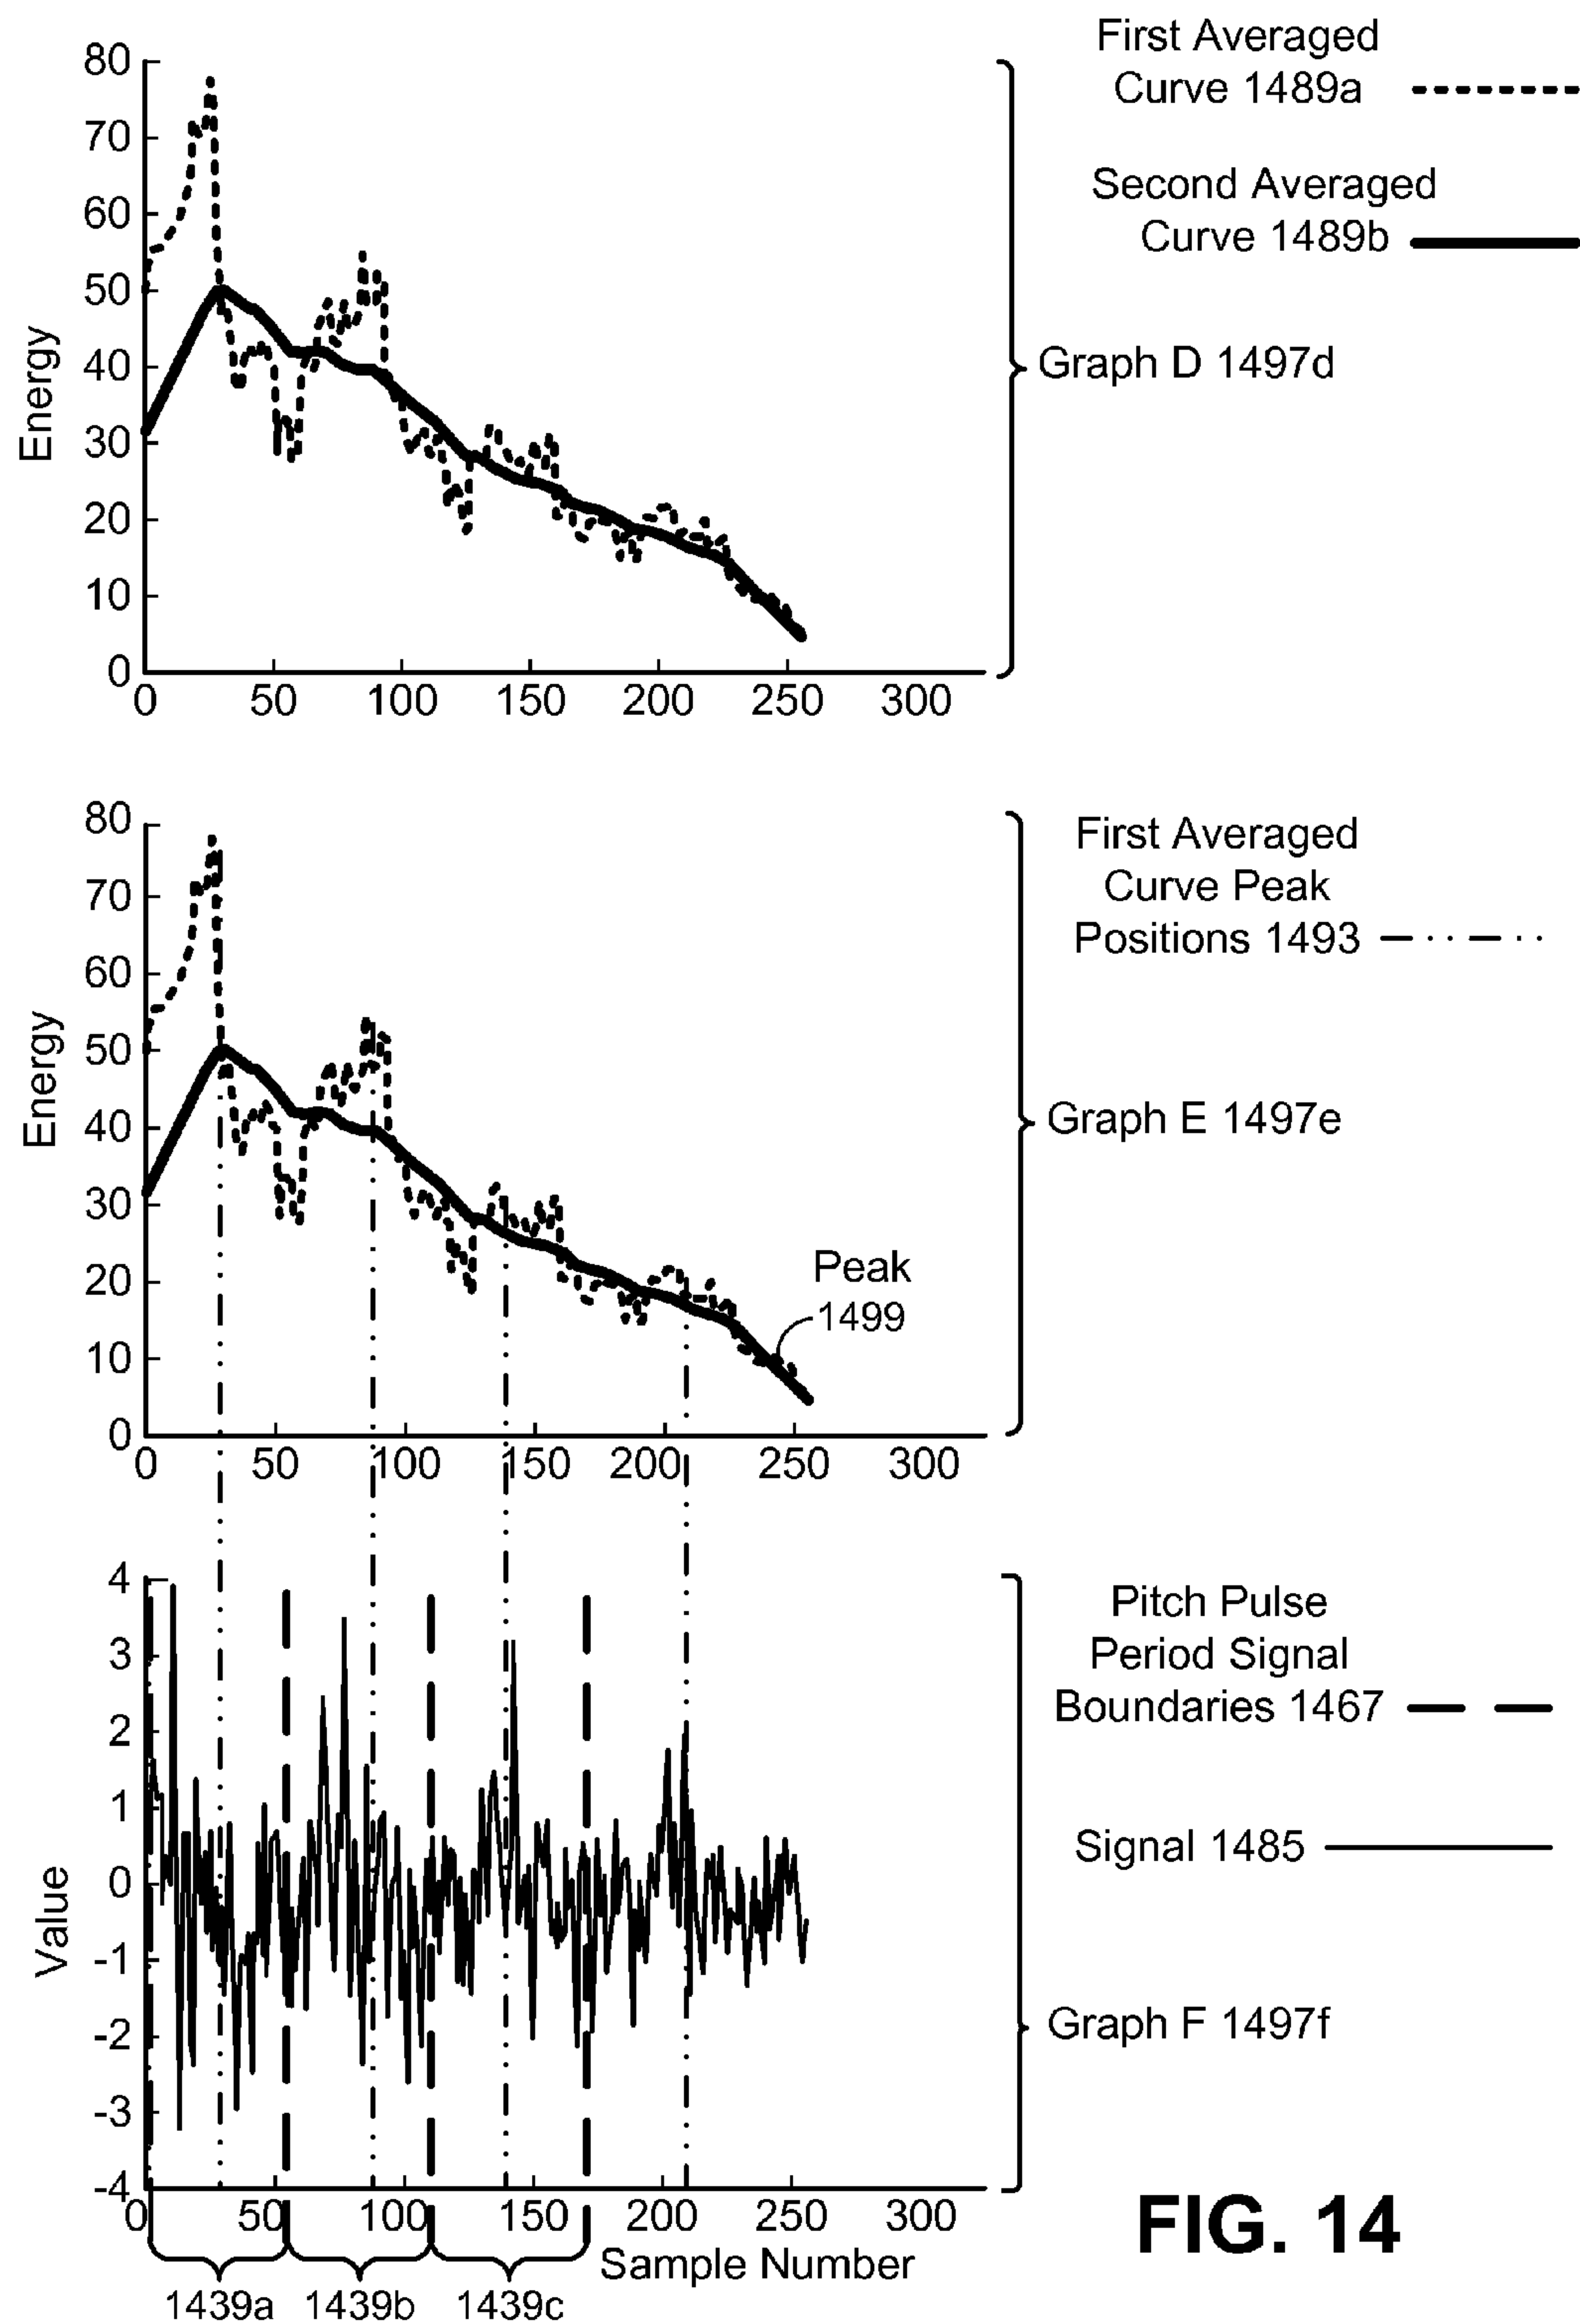 80
70
60
50
40
30
20
10
0
Energy
0 50 100 150 200 250 300
First Averaged
Curve 1489a
Second Averaged
Curve 1489b
Graph D 1497d
80
70
60
50
40
30
20
10
0
Energy
0 50 100 150 200 250 300
Peak
1499
First Averaged
Curve Peak
Positions 1493
Graph E 1497e
4
3
2
1
0
-1
-2
-3
-4
Value
0 50 100 150 200 250 300
Sample Number
1439a 1439b 1439c
Pitch Pulse
Period Signal
Boundaries 1467
Signal 1485
Graph F 1497f
FIG. 14